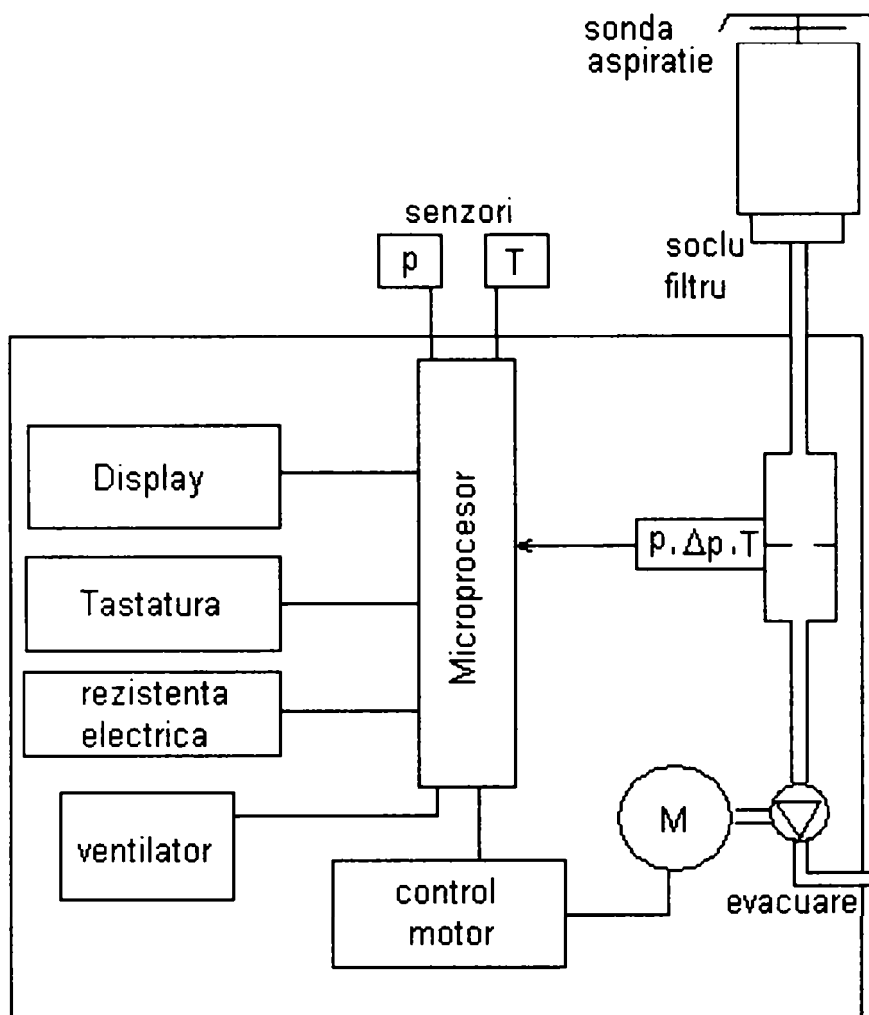 sonda
aspiratie
senzori
p
T
soclu
filtru
Display
Microprocesor
p.Δp.T
Tastatura
rezistenta
electrica
M
ventilator
control
motor
evacuare